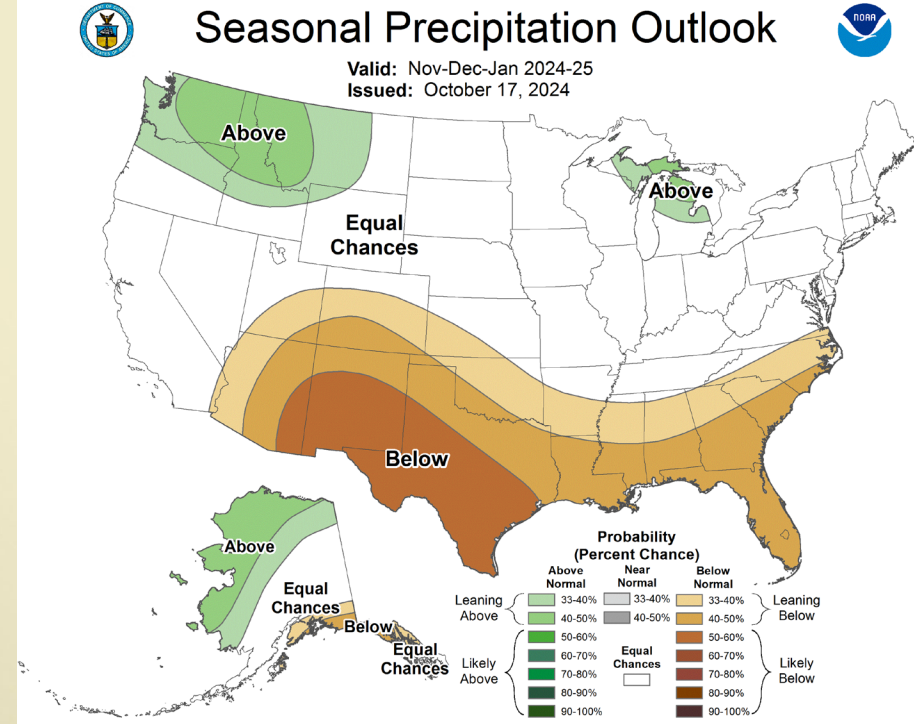 Seasonal Precipitation Outlook
NOAA
Valid: Nov-Dec-Jan 2024-25
Issued: October 17, 2024
Above
Above
Equal
Chances
Below
Above
Equal
Chances
Below
Equal
Chances
Probability
(Percent Chance)
Above
Normal
Near
Normal
Below
Normal
Leaning
Above
33-40%
40-50%
33-40%
40-50%
33-40%
40-50%
Leaning
Below
Likely
Above
50-60%
60-70%
70-80%
80-90%
90-100%
Equal
Chances
50-60%
60-70%
70-80%
80-90%
90-100%
Likely
Below